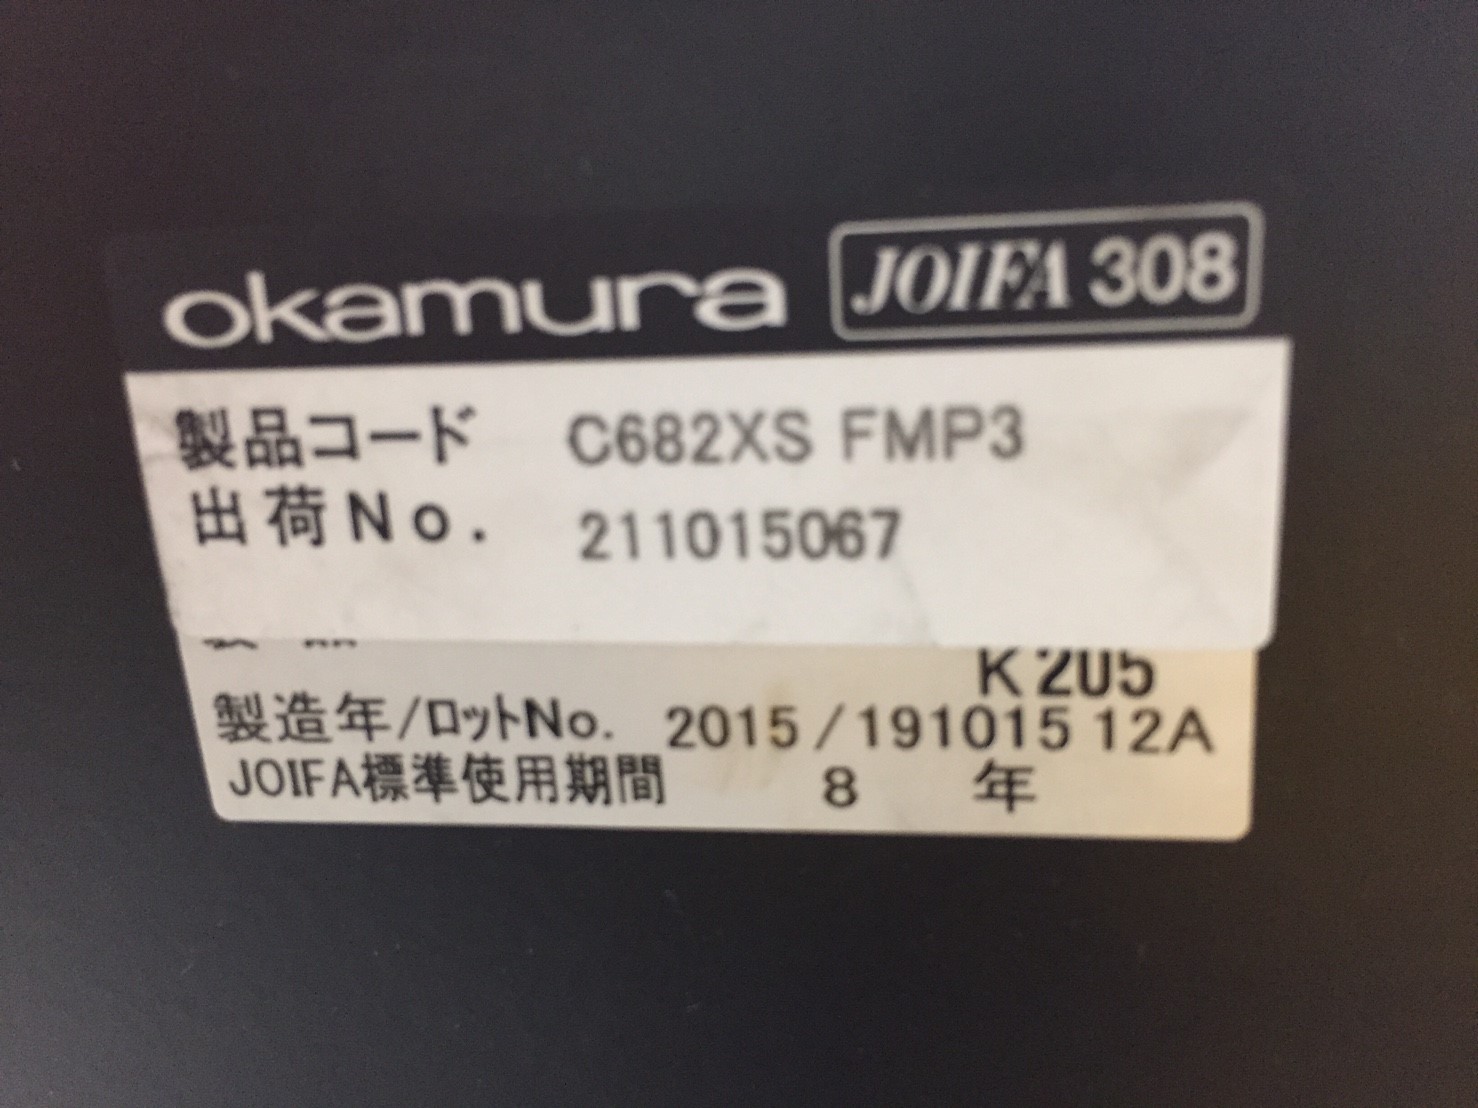 okamura JOIFA 308
製品コード C682XS FMP3
出荷No. 211015067
K205
製造年/ロットNo. 2015/191015 12A
JOIFA標準使用期間 8 年